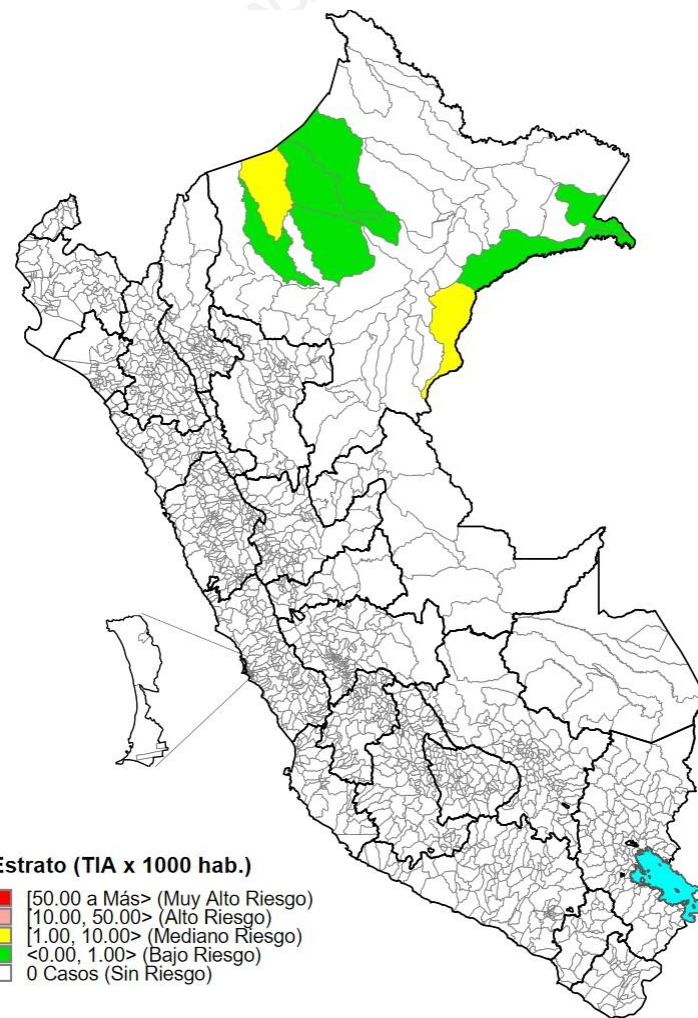 Estrato (TIA x 1000 hab.)
[50.00 a Más> (Muy Alto Riesgo)
[10.00, 50.00> (Alto Riesgo)
[1.00, 10.00> (Mediano Riesgo)
<0.00, 1.00> (Bajo Riesgo)
0 Casos (Sin Riesgo)